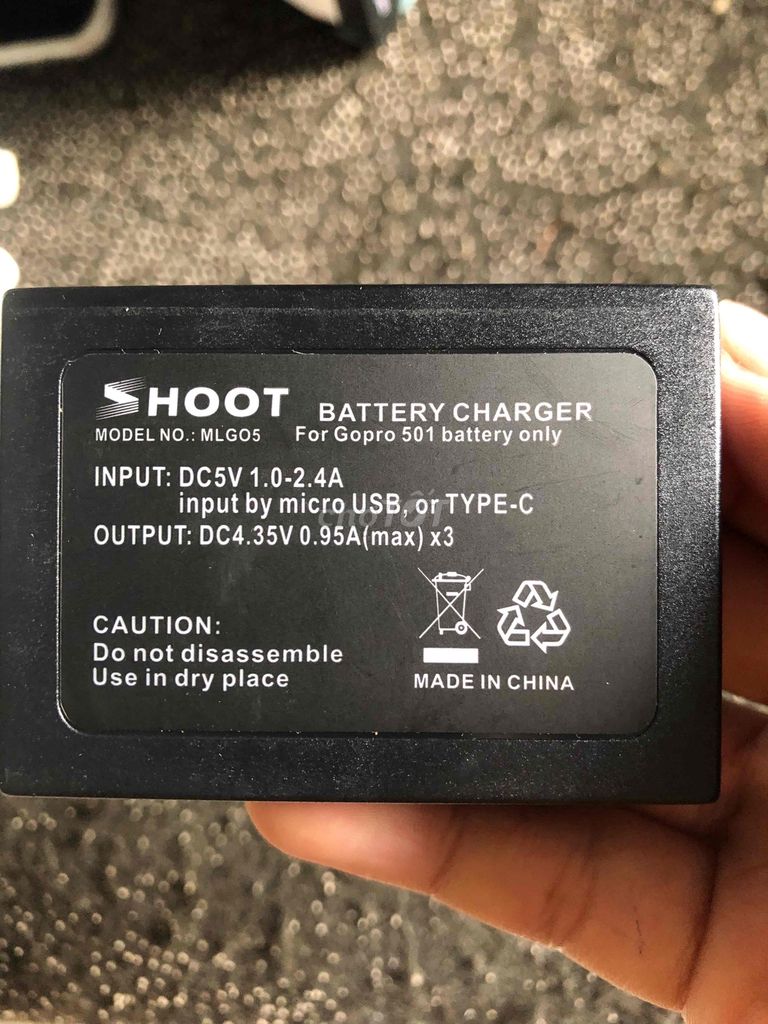 SHOOT BATTERY CHARGER
MODEL NO.: MLGO5 For Gopro 501 battery only
INPUT: DC5V 1.0-2.4A
input by micro USB, or TYPE-C
chợTỐT
OUTPUT: DC4.35V 0.95A(max) x3
CAUTION:
Do not disassemble
Use in dry place
MADE IN CHINA